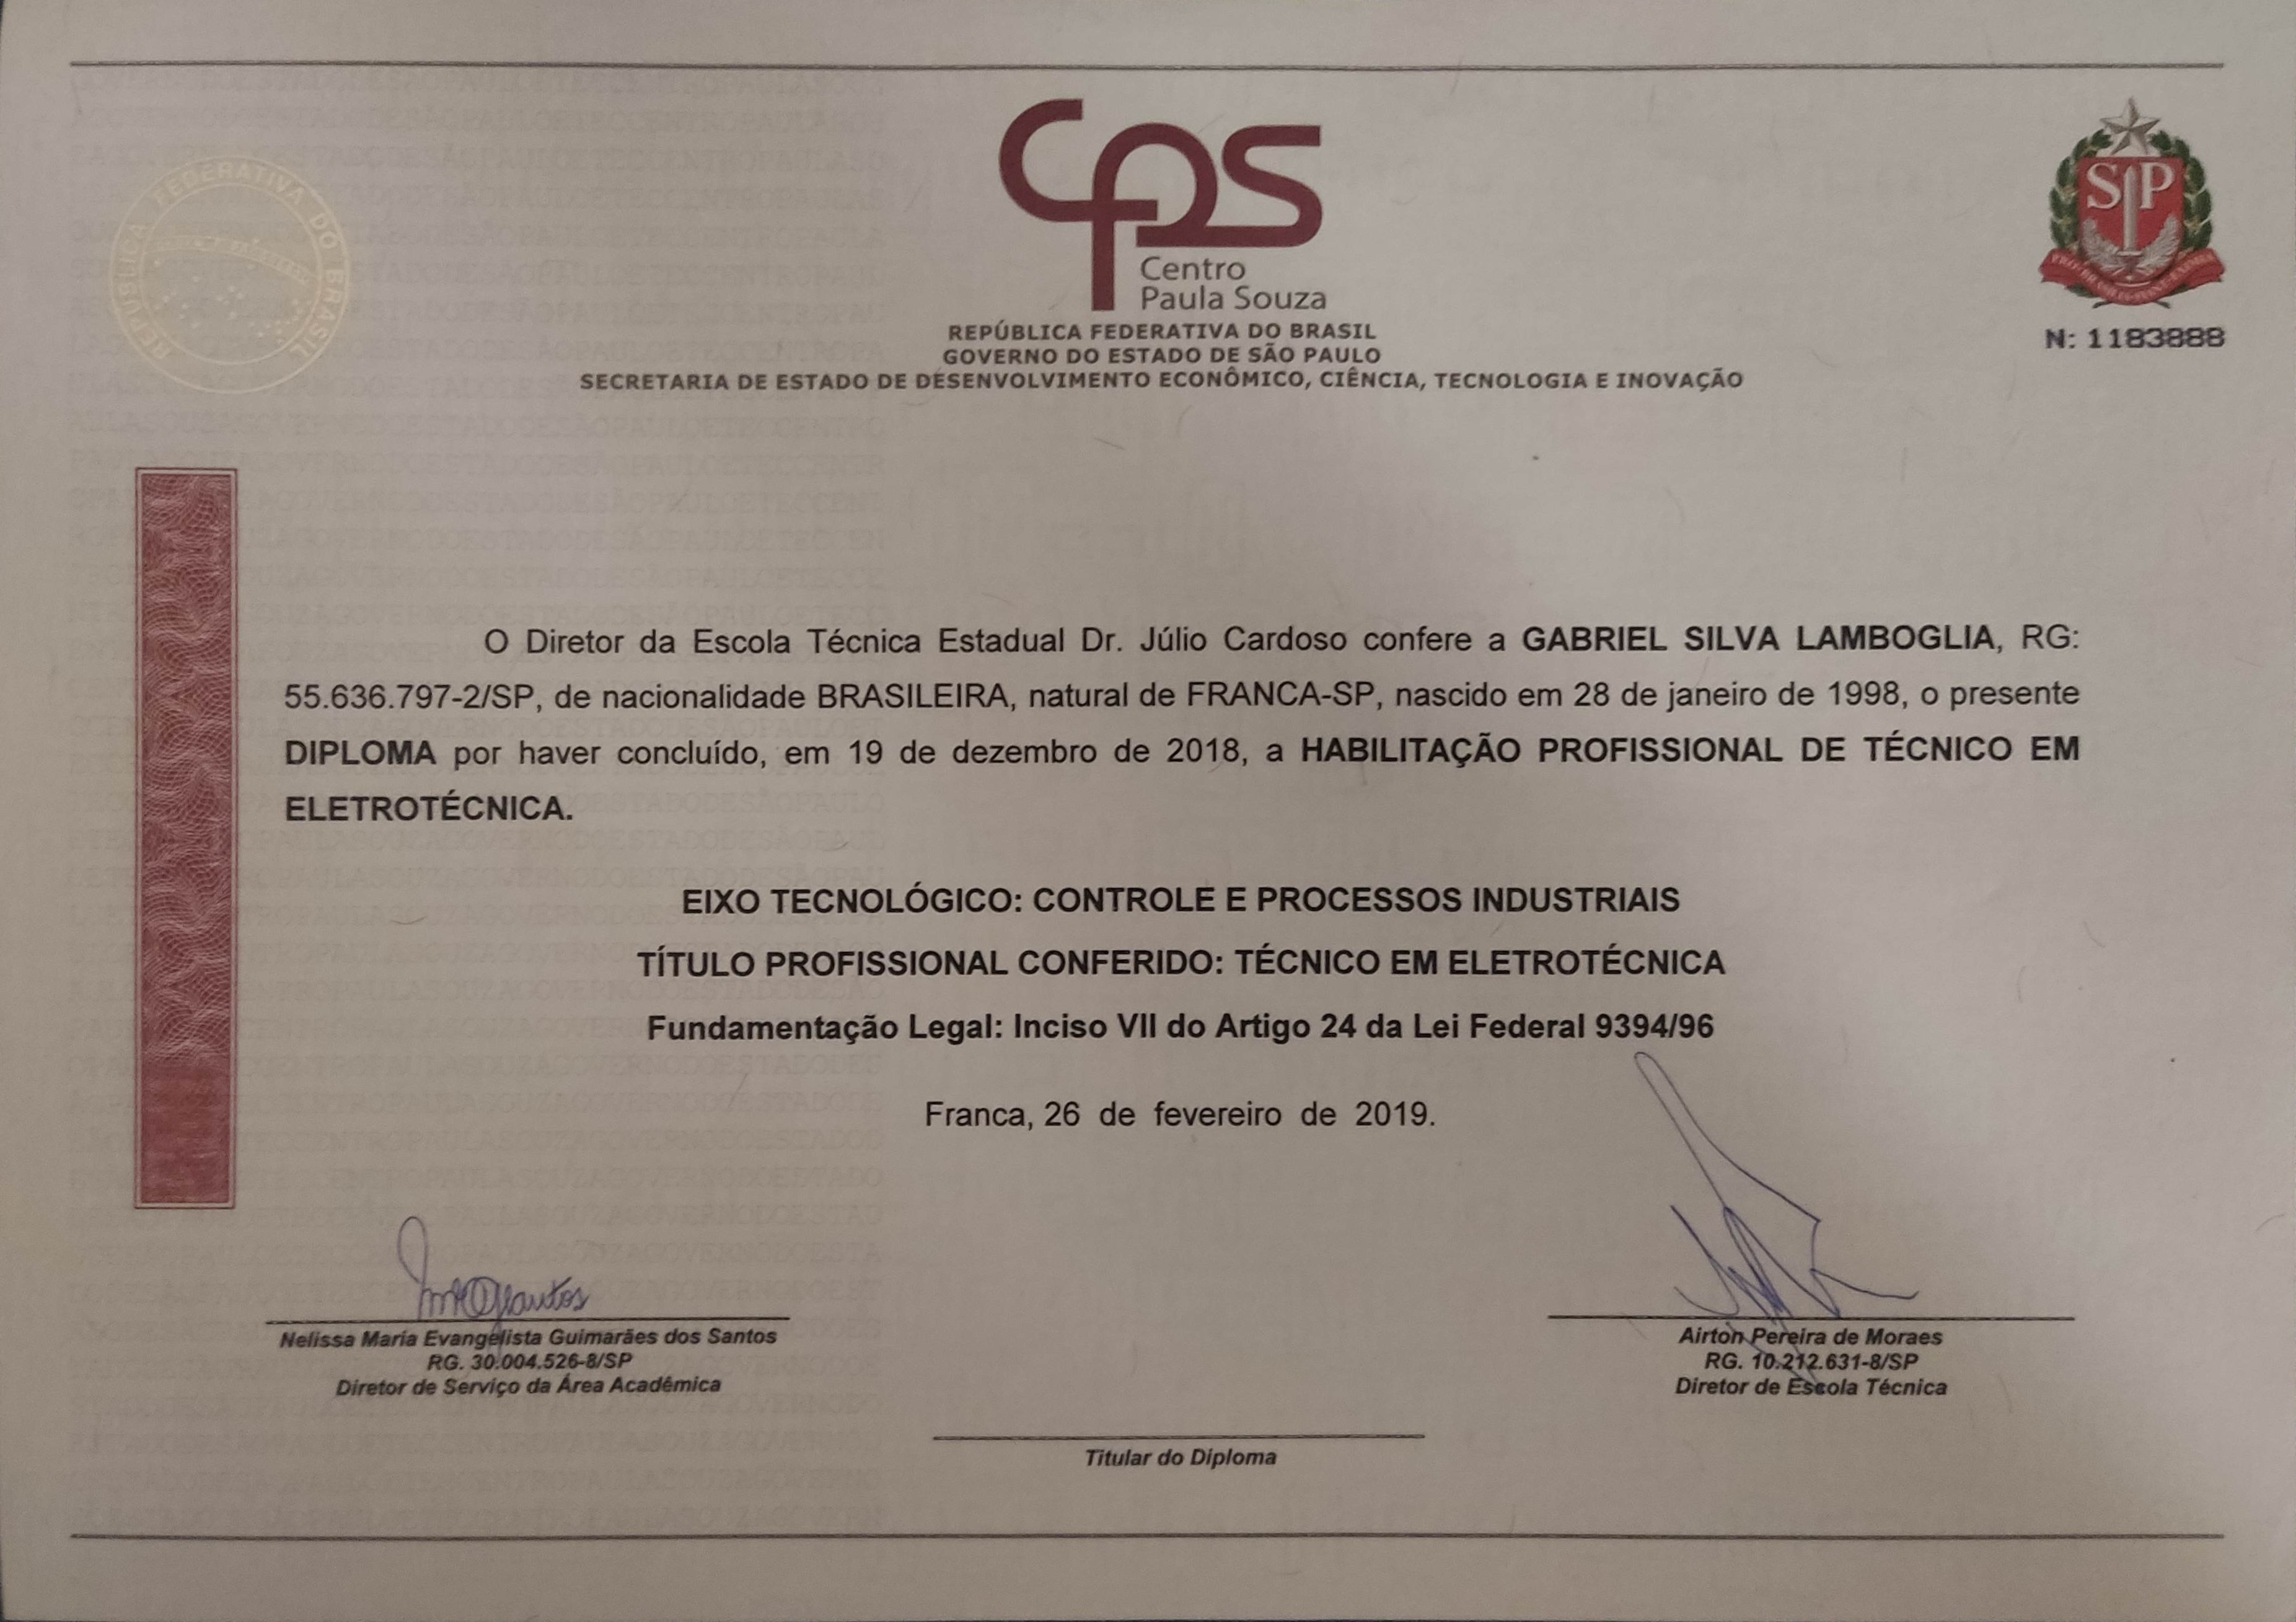 cps
Centro
Paula Souza
REPÚBLICA FEDERATIVA DO BRASIL
GOVERNO DO ESTADO DE SÃO PAULO
SECRETARIA DE ESTADO DE DESENVOLVIMENTO ECONÔMICO, CIÊNCIA, TECNOLOGIA E INOVAÇÃO
REPÚBLICA FEDERATIVA DO BRASIL
SP
N: 1183888
O Diretor da Escola Técnica Estadual Dr. Júlio Cardoso confere a GABRIEL SILVA LAMBOGLIA, RG:
55.636.797-2/SP, de nacionalidade BRASILEIRA, natural de FRANCA-SP, nascido em 28 de janeiro de 1998, o presente
DIPLOMA por haver concluído, em 19 de dezembro de 2018, a HABILITAÇÃO PROFISSIONAL DE TÉCNICO EM
ELETROTÉCNICA.
EIXO TECNOLÓGICO: CONTROLE E PROCESSOS INDUSTRIAIS
TÍTULO PROFISSIONAL CONFERIDO: TÉCNICO EM ELETROTÉCNICA
Fundamentação Legal: Inciso VII do Artigo 24 da Lei Federal 9394/96
Franca, 26 de fevereiro de 2019.
Nelissa Maria Evangelista Guimarães dos Santos
RG. 30.004.526-8/SP
Diretor de Serviço da Área Acadêmica
Airton Pereira de Moraes
RG. 10.212.631-8/SP
Diretor de Escola Técnica
Titular do Diploma